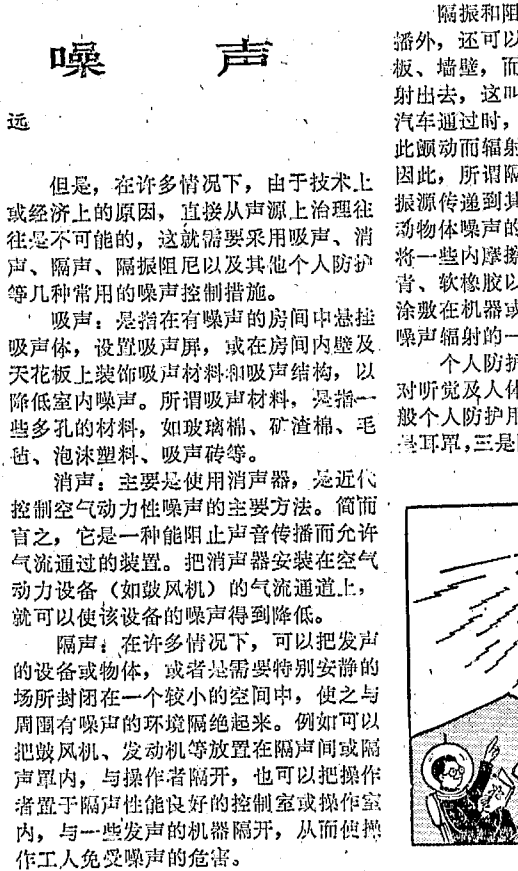 噪声
远
但是，在许多情况下，由于技术上
或经济上的原因，直接从声源上治理往
往是不可能的，这就需要采用吸声、消
声、隔声、隔振阻尼以及其他个人防护
等几种常用的噪声控制措施。
吸声：是指在有噪声的房间中悬挂
吸声体，设置吸声屏，或在房间内壁及
天花板上装饰吸声材料和吸声结构，以
降低室内噪声。所谓吸声材料，是指一
些多孔的材料，如玻璃棉、矿渣棉、毛
毡、泡沫塑料、吸声砖等。
消声：主要是使用消声器，是近代
控制空气动力性噪声的主要方法。简而
言之，它是一种能阻止声音传播而允许
气流通过的装置。把消声器安装在空气
动力设备（如鼓风机）的气流通道上，
就可以使该设备的噪声得到降低。
隔声：在许多情况下，可以把发声
的设备或物体，或者是需要特别安静的
场所封闭在一个较小的空间中，使之与
周围有噪声的环境隔绝起来。例如可以
把鼓风机、发动机等放置在隔声间或隔
声罩内，与操作者隔开，也可以把操作
者置于隔声性能良好的控制室或操作室
内，与一些发声的机器隔开，从而使操
作工人免受噪声的危害。
隔振和阻
播外，还可以
板、墙壁，而
射出去，这叫
汽车通过时，
此颤动而辐射
因此，所谓隔
振源传递到其
动物体噪声的
将一些内摩擦
青、软橡胶以
涂敷在机器或
噪声辐射的一
个人防护
对听觉及人体
般个人防护用
是耳罩，三是